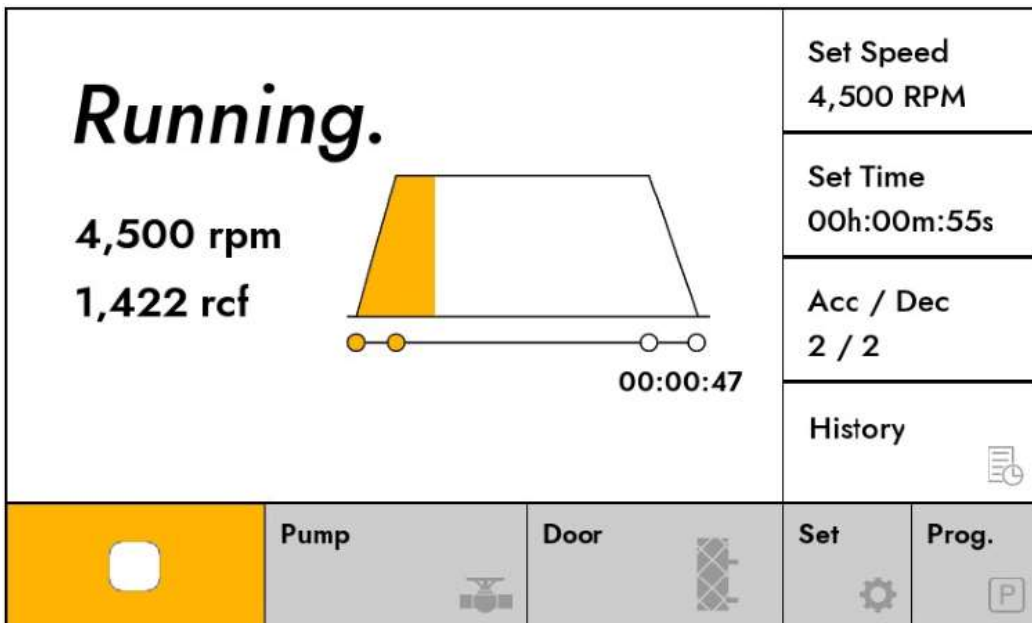 Running.
4,500 rpm
1,422 rcf
00:00:47
Set Speed
4,500 RPM
Set Time
00h:00m:55s
Acc / Dec
2 / 2
History
Pump
Door
Set
Prog.
P